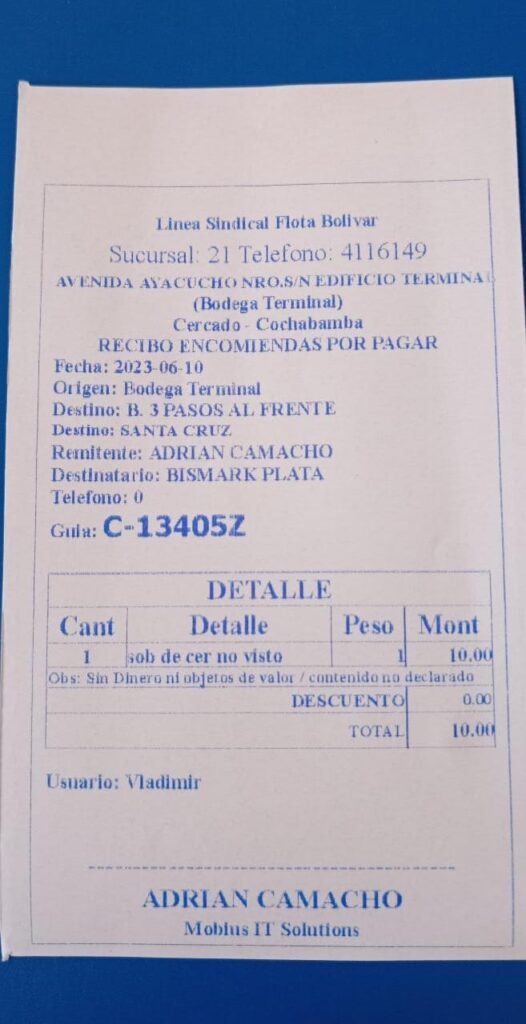 Linea Sindical Flota Bolivar
Sucursal: 21 Telefono: 4116149
AVENIDA AYACUCHO NRO.S/N EDIFICIO TERMINAL
(Bodega Terminal)
Cercado - Cochabamba
RECIBO ENCOMIENDAS POR PAGAR
Fecha: 2023-06-10
Origen: Bodega Terminal
Destino: B. 3 PASOS AL FRENTE
Destino: SANTA CRUZ
Remitente: ADRIAN CAMACHO
Destinatario: BISMARK PLATA
Telefono: 0
Guia: C-13405Z
DETALLE
Cant Detalle Peso Mont
1 sob de cer no visto 1 10.00
Obs: Sin Dinero ni objetos de valor / contenido no declarado
DESCUENTO 0.00
TOTAL 10.00
Usuario: Vladimir
ADRIAN CAMACHO
Mobius IT Solutions